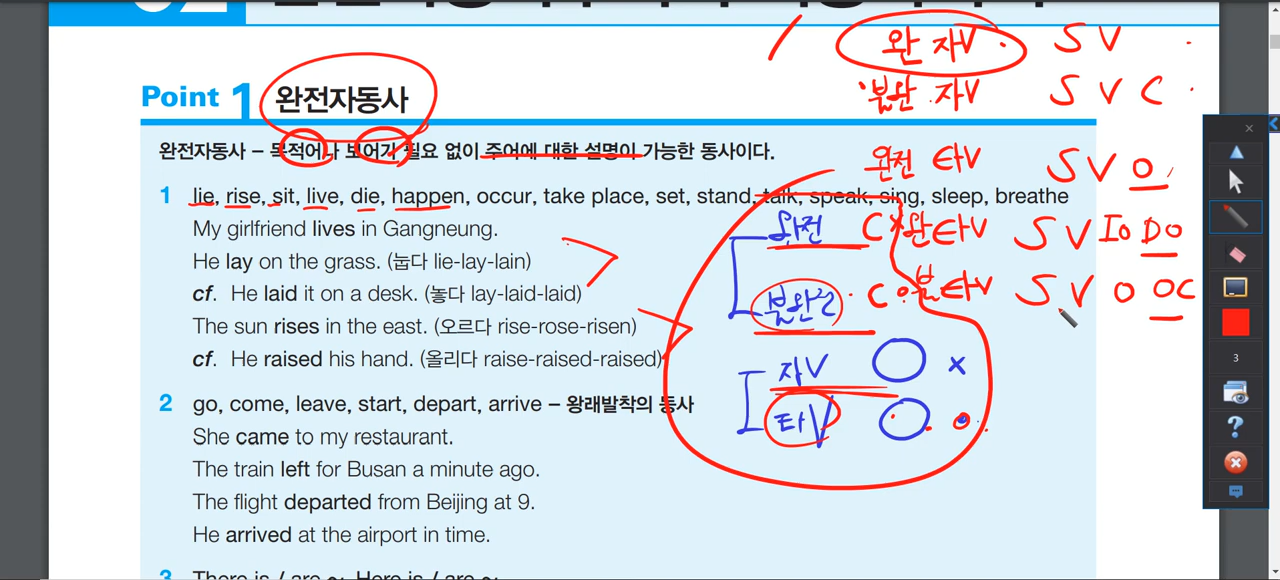 완 자V SV
Point 1 완전자동사
불완 자V SVC
완전자동사 – 목적어나 보어가 필요 없이 주어에 대한 설명이 가능한 동사이다.
완전 타V SVO
1 lie, rise, sit, live, die, happen, occur, take place, set, stand, talk, speak, sing, sleep, breathe
My girlfriend lives in Gangneung.
완전 C X 완타V SV IO DO
He lay on the grass. (눕다 lie-lay-lain)
cf. He laid it on a desk. (놓다 lay-laid-laid)
불완전 C O 불타V SV O OC
The sun rises in the east. (오르다 rise-rose-risen)
cf. He raised his hand. (올리다 raise-raised-raised)
자V X
2 go, come, leave, start, depart, arrive – 왕래발착의 동사
타V
She came to my restaurant.
The train left for Busan a minute ago.
The flight departed from Beijing at 9.
He arrived at the airport in time.
3